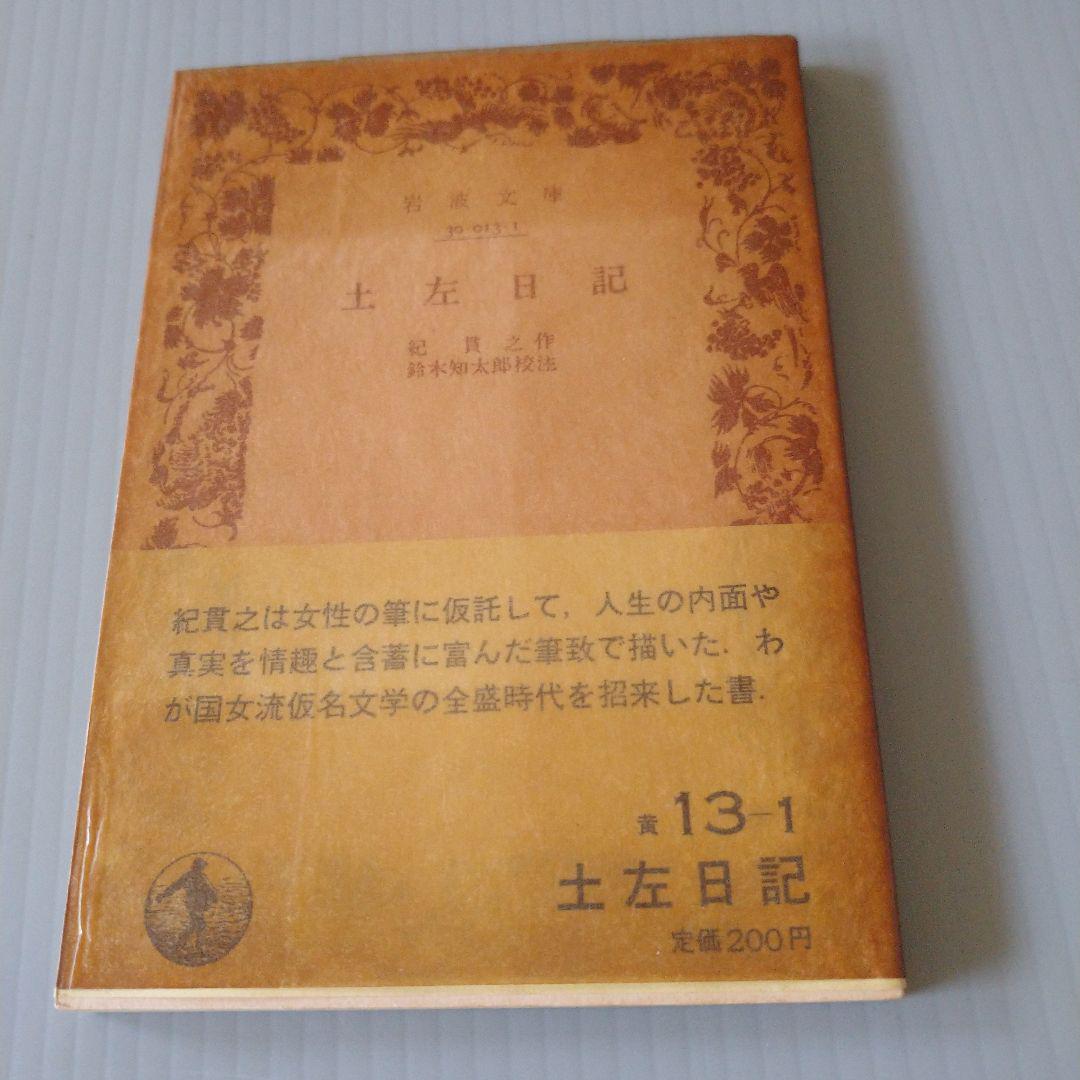 岩波文庫
30-013-1
土左日記
紀貫之作
鈴木知太郎校注
紀貫之は女性の筆に仮託して，人生の内面や
真実を情趣と含蓄に富んだ筆致で描いた．わ
が国女流仮名文学の全盛時代を招来した書．
黄 13-1
土左日記
定価200円